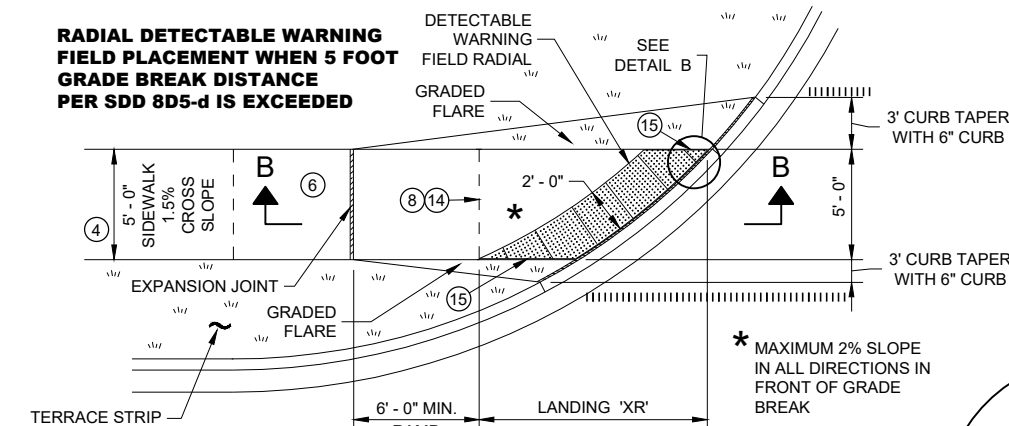 RADIAL DETECTABLE WARNING
FIELD PLACEMENT WHEN 5 FOOT
GRADE BREAK DISTANCE
PER SDD 8D5-d IS EXCEEDED
DETECTABLE
WARNING
FIELD RADIAL
SEE
DETAIL B
GRADED
FLARE
15
3' CURB TAPER
WITH 6" CURB
4
5' - 0"
SIDEWALK
1.5%
CROSS
SLOPE
B
6
8 14
2' - 0"
*
B
5' - 0"
EXPANSION JOINT
GRADED
FLARE
15
3' CURB TAPER
WITH 6" CURB
* MAXIMUM 2% SLOPE
IN ALL DIRECTIONS IN
FRONT OF GRADE
BREAK
TERRACE STRIP
6' - 0" MIN.
LANDING 'XR'